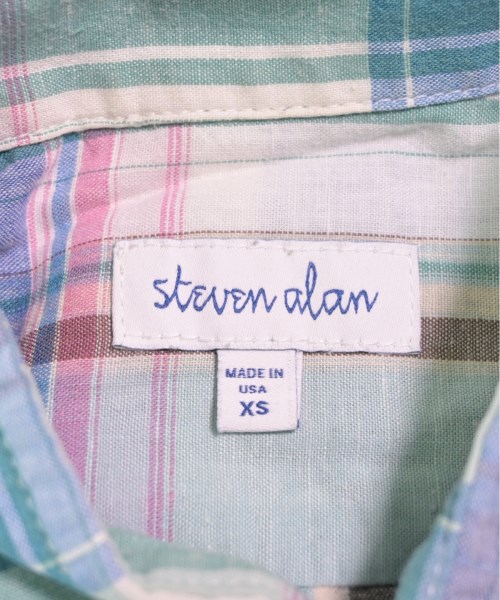 steven alan
MADE IN
USA
XS